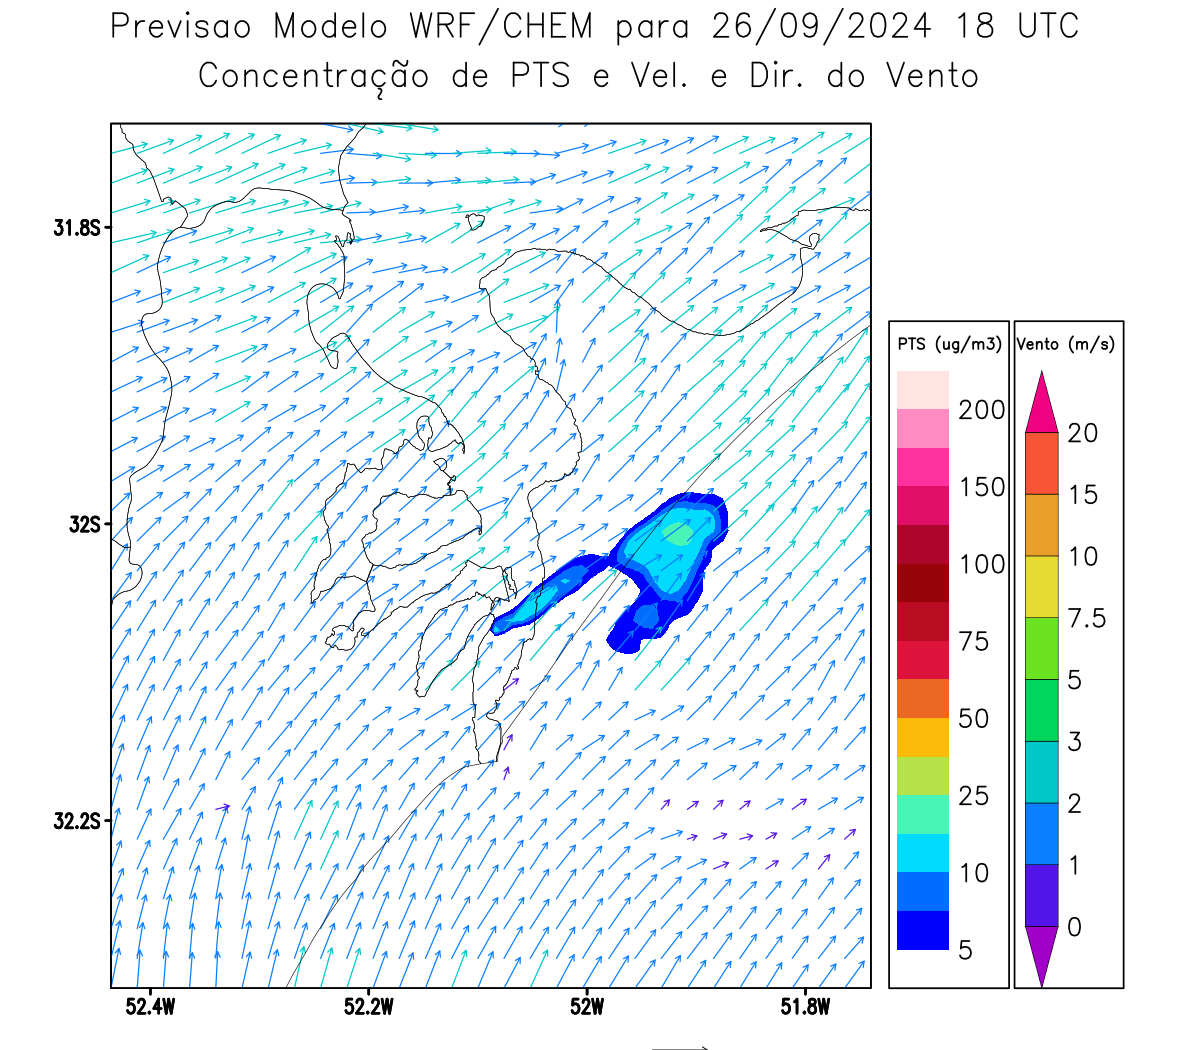 Previsao Modelo WRF/CHEM para 26/09/2024 18 UTC
Concentração de PTS e Vel. e Dir. do Vento
31.8S
32S
32.2S
52.4W 52.2W 52W 51.8W
PTS (ug/m3)
200
150
100
75
50
25
10
5
Vento (m/s)
20
15
10
7.5
5
3
2
1
0